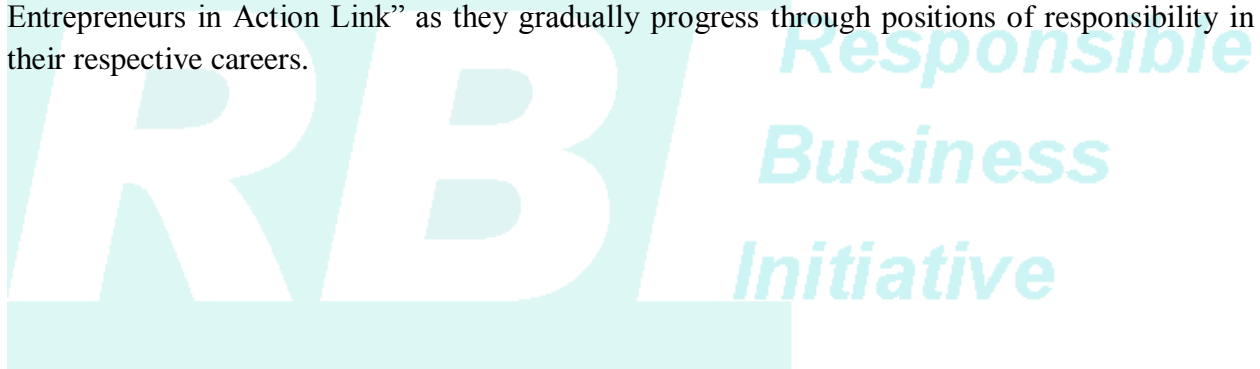 Entrepreneurs in Action Link” as they gradually progress through positions of responsibility in
their respective careers.
RBI
Responsible
Business
Initiative